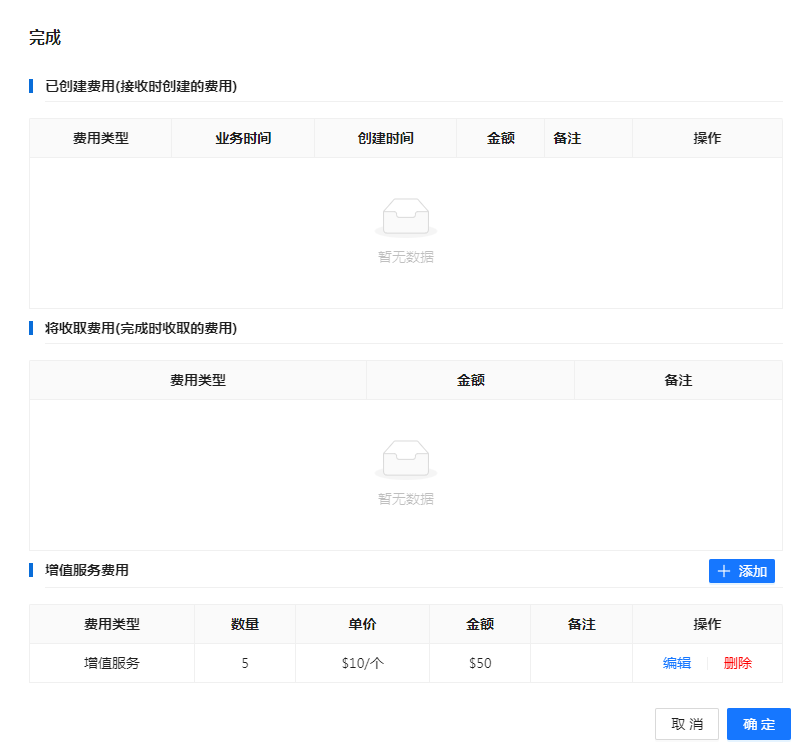 完成
已创建费用(接收时创建的费用)
费用类型 业务时间 创建时间 金额 备注 操作
暂无数据
将收取费用(完成时收取的费用)
费用类型 金额 备注
暂无数据
增值服务费用 添加
费用类型 数量 单价 金额 备注 操作
增值服务 5 $10/个 $50 编辑 删除
取 消 确 定